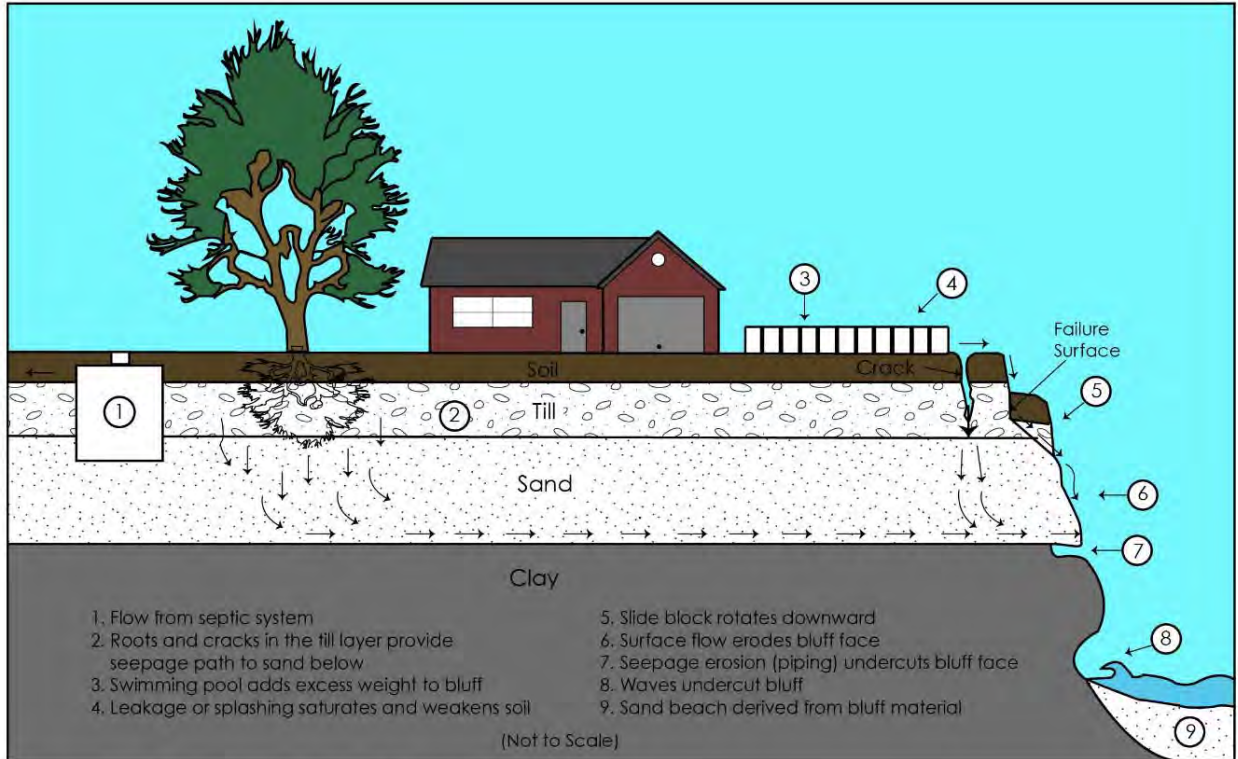 3
4
Failure
Surface
Soil
Crack
5
1
2
Till
Sand
6
7
Clay
1. Flow from septic system
2. Roots and cracks in the till layer provide
seepage path to sand below
3. Swimming pool adds excess weight to bluff
4. Leakage or splashing saturates and weakens soil
5. Slide block rotates downward
6. Surface flow erodes bluff face
7. Seepage erosion (piping) undercuts bluff face
8. Waves undercut bluff
9. Sand beach derived from bluff material
8
9
(Not to Scale)